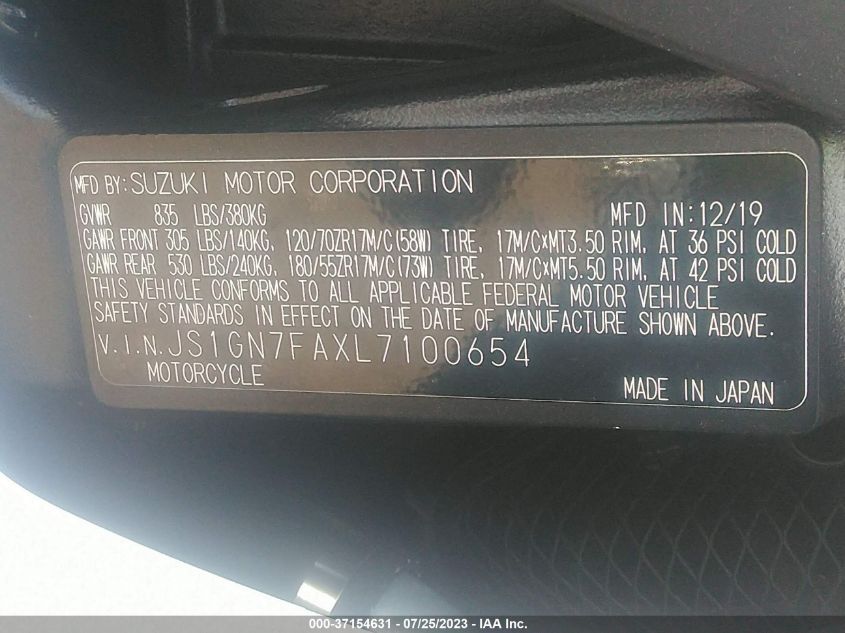 MFD BY: SUZUKI MOTOR CORPORATION
GVWR 835 LBS/380KG MFD IN: 12/19
GAWR FRONT 305 LBS/140KG, 120/70ZR17M/C(58W) TIRE, 17M/C×MT3.50 RIM, AT 36 PSI COLD
GAWR REAR 530 LBS/240KG, 180/55ZR17M/C(73W) TIRE, 17M/C×MT5.50 RIM, AT 42 PSI COLD
THIS VEHICLE CONFORMS TO ALL APPLICABLE FEDERAL MOTOR VEHICLE
SAFETY STANDARDS IN EFFECT ON THE DATE OF MANUFACTURE SHOWN ABOVE.
V.I.N. JS1GN7FAXL7100654
MOTORCYCLE MADE IN JAPAN
000-37154631 - 07/25/2023 - IAA Inc.